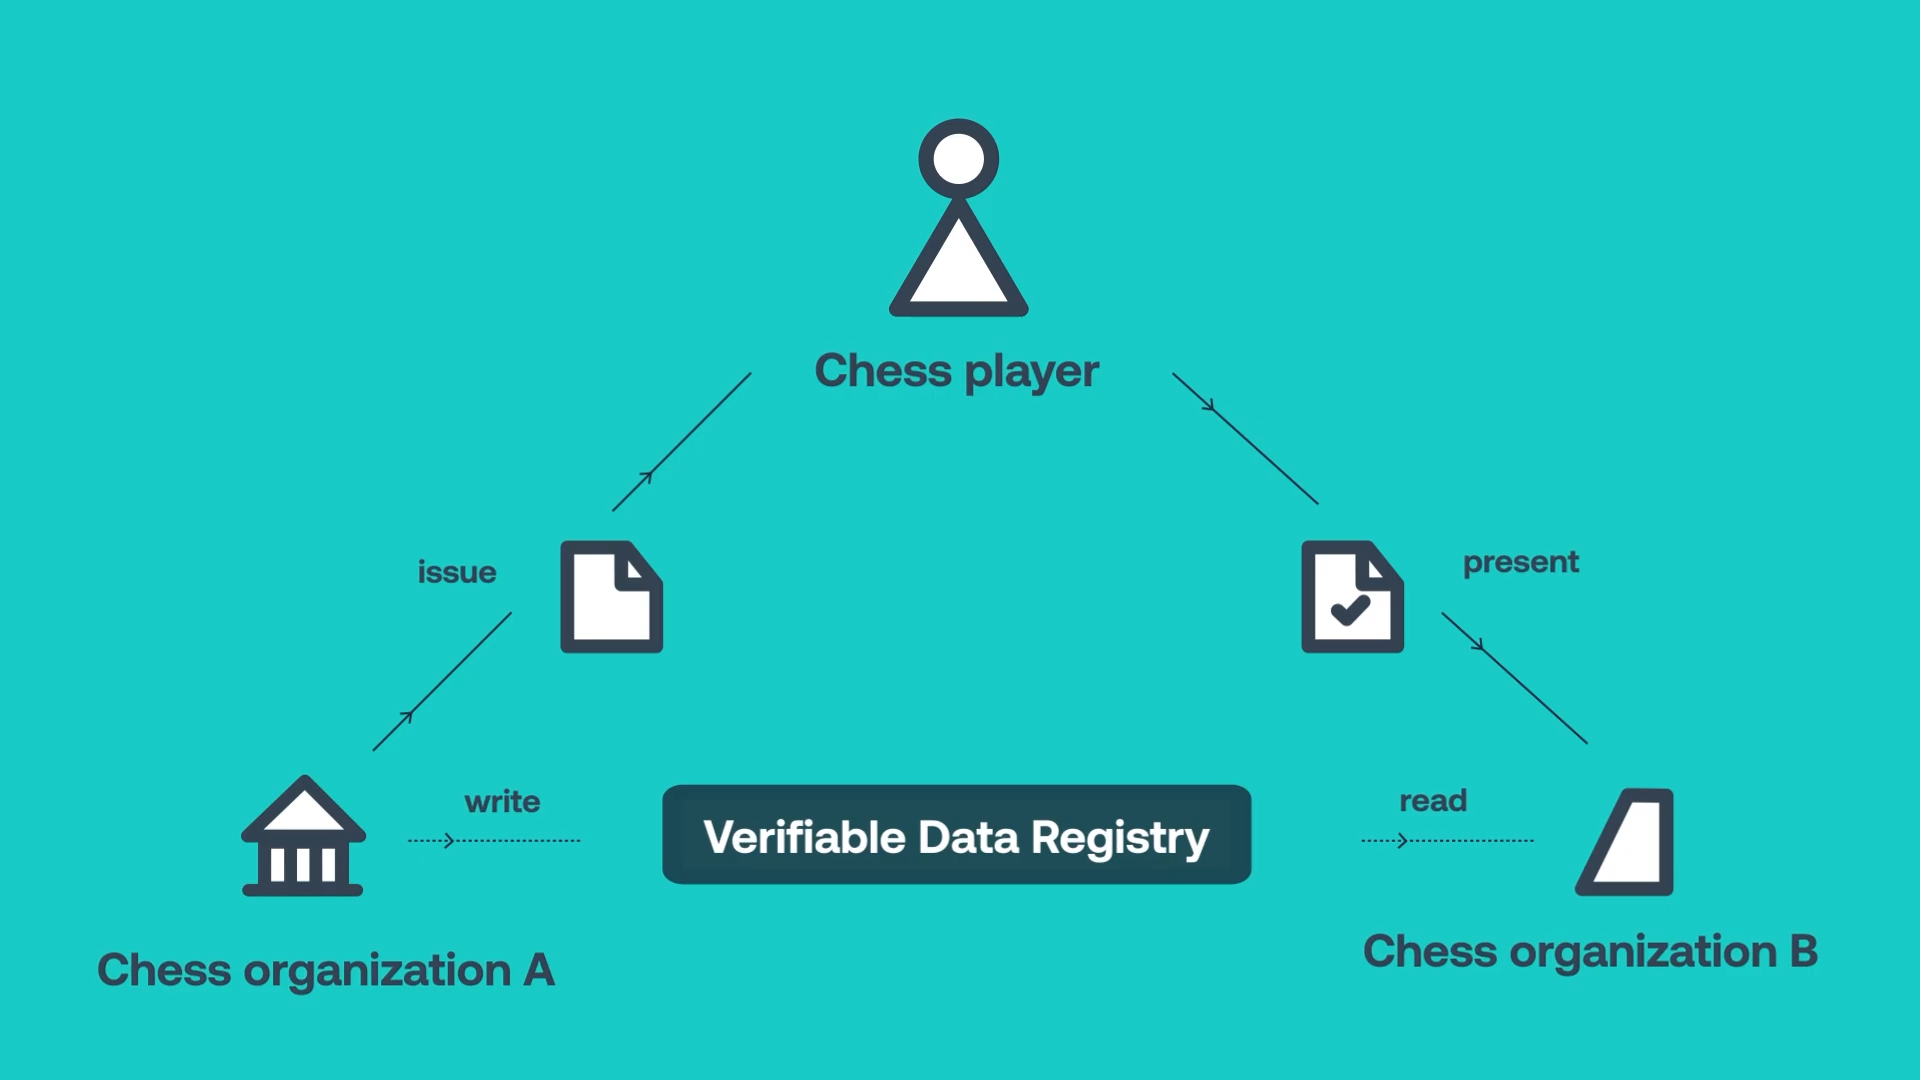 Chess player
issue
present
write
Verifiable Data Registry
read
Chess organization A
Chess organization B